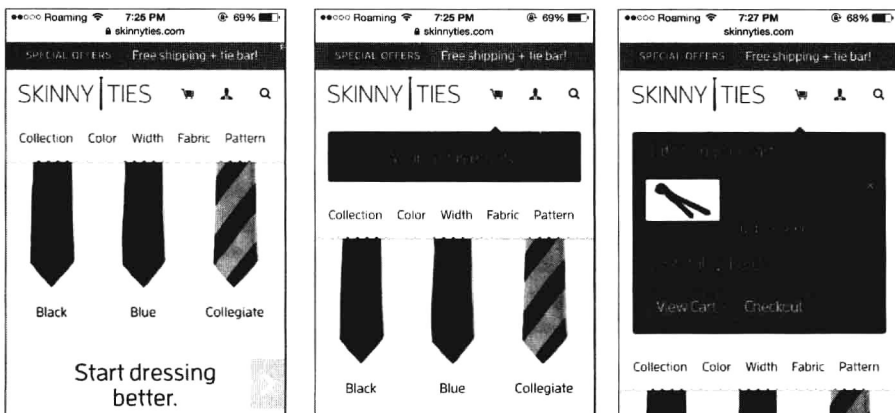 Roaming 7:25 PM 69%
skinnyties.com
SPECIAL OFFERS Free shipping + tie bar!
SKINNY TIES
Collection Color Width Fabric Pattern
Black Blue Collegiate
Start dressing
better.
Roaming 7:25 PM 69%
skinnyties.com
SPECIAL OFFERS Free shipping + tie bar!
SKINNY TIES
Collection Color Width Fabric Pattern
Black Blue Collegiate
Roaming 7:27 PM 68%
skinnyties.com
SPECIAL OFFERS Free shipping + tie bar!
SKINNY TIES
View Cart Checkout
Collection Color Width Fabric Pattern